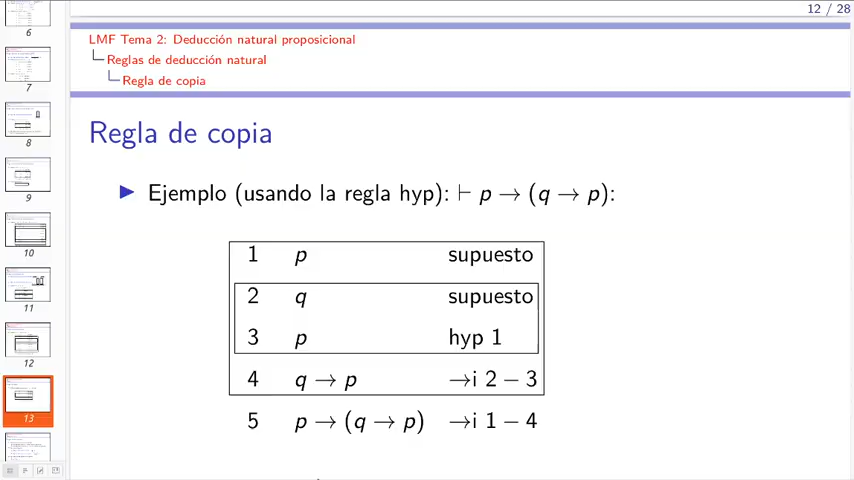 12 / 28
LMF Tema 2: Deducción natural proposicional
Reglas de deducción natural
Regla de copia
Regla de copia
Ejemplo (usando la regla hyp): ⊢ p → (q → p):
1 p supuesto
2 q supuesto
3 p hyp 1
4 q → p →i 2 − 3
5 p → (q → p) →i 1 − 4
6
7
8
9
10
11
12
13